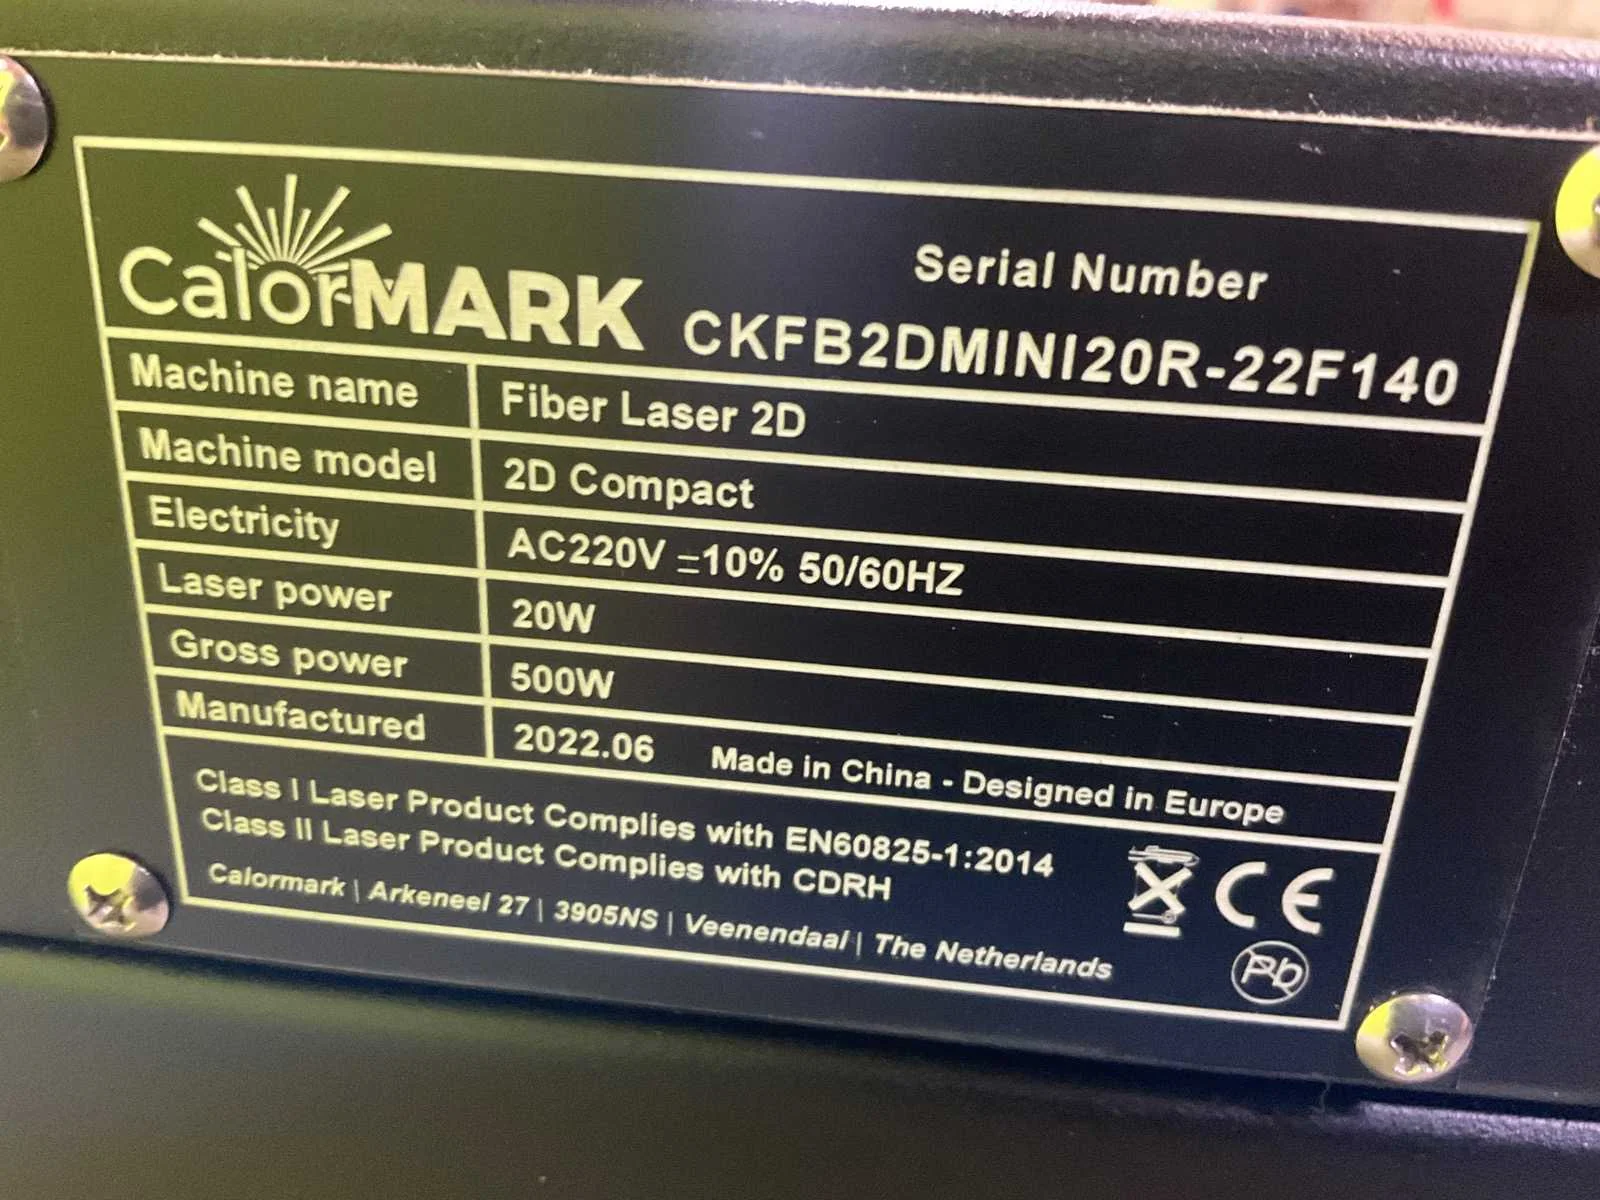 CalorMARK
Serial Number
CKFB2DMINI20R-22F140
Machine name Fiber Laser 2D
Machine model 2D Compact
Electricity AC220V ±10% 50/60HZ
Laser power 20W
Gross power 500W
Manufactured 2022.06 Made in China - Designed in Europe
Class I Laser Product Complies with EN60825-1:2014
Class II Laser Product Complies with CDRH
Calormark | Arkeneel 27 | 3905NS | Veenendaal | The Netherlands
CE
Pb